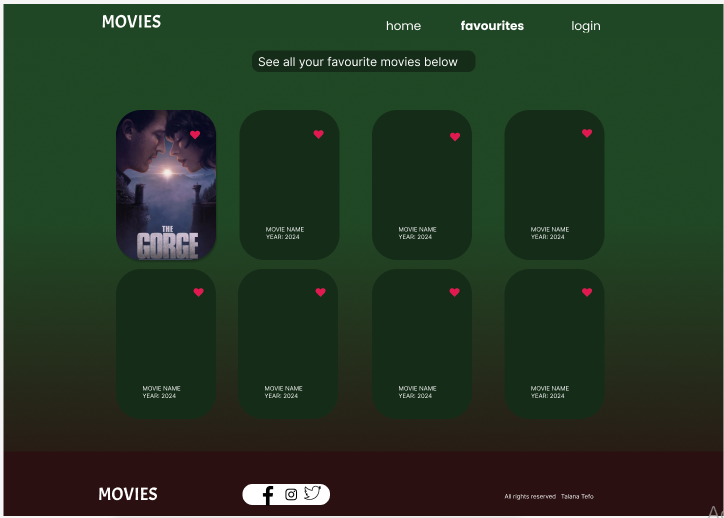 MOVIES
home favourites login
See all your favourite movies below
THE
GORGE
MOVIE NAME
YEAR: 2024
MOVIE NAME
YEAR: 2024
MOVIE NAME
YEAR: 2024
MOVIE NAME
YEAR: 2024
MOVIE NAME
YEAR: 2024
MOVIE NAME
YEAR: 2024
MOVIE NAME
YEAR: 2024
MOVIES
All rights reserved Talana Tefo